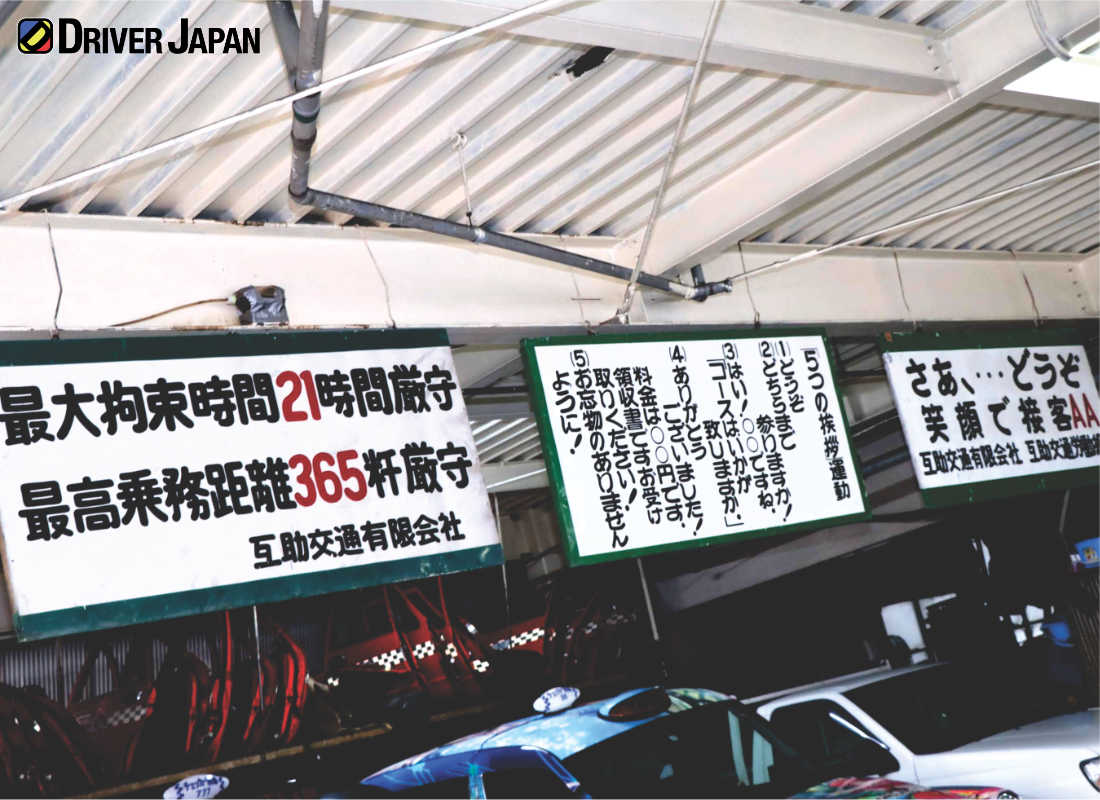 DRIVER JAPAN
最大拘束時間21時間厳守
最高乗務距離365粁厳守
互助交通有限会社
「5つの挨拶運動
(1)どうぞ
(2)どちらまで
参りますか!
(3)はい!○○ですね.
「コースはいかが
致しますか.」
(4)ありがとう
ございました!
料金は○○円です.
領収書ですお受け
取りください!
(5)お忘物のありません
ように!
さあ、…どうぞ
笑顔で接客AA
互助交通有限会社 互助交通労働